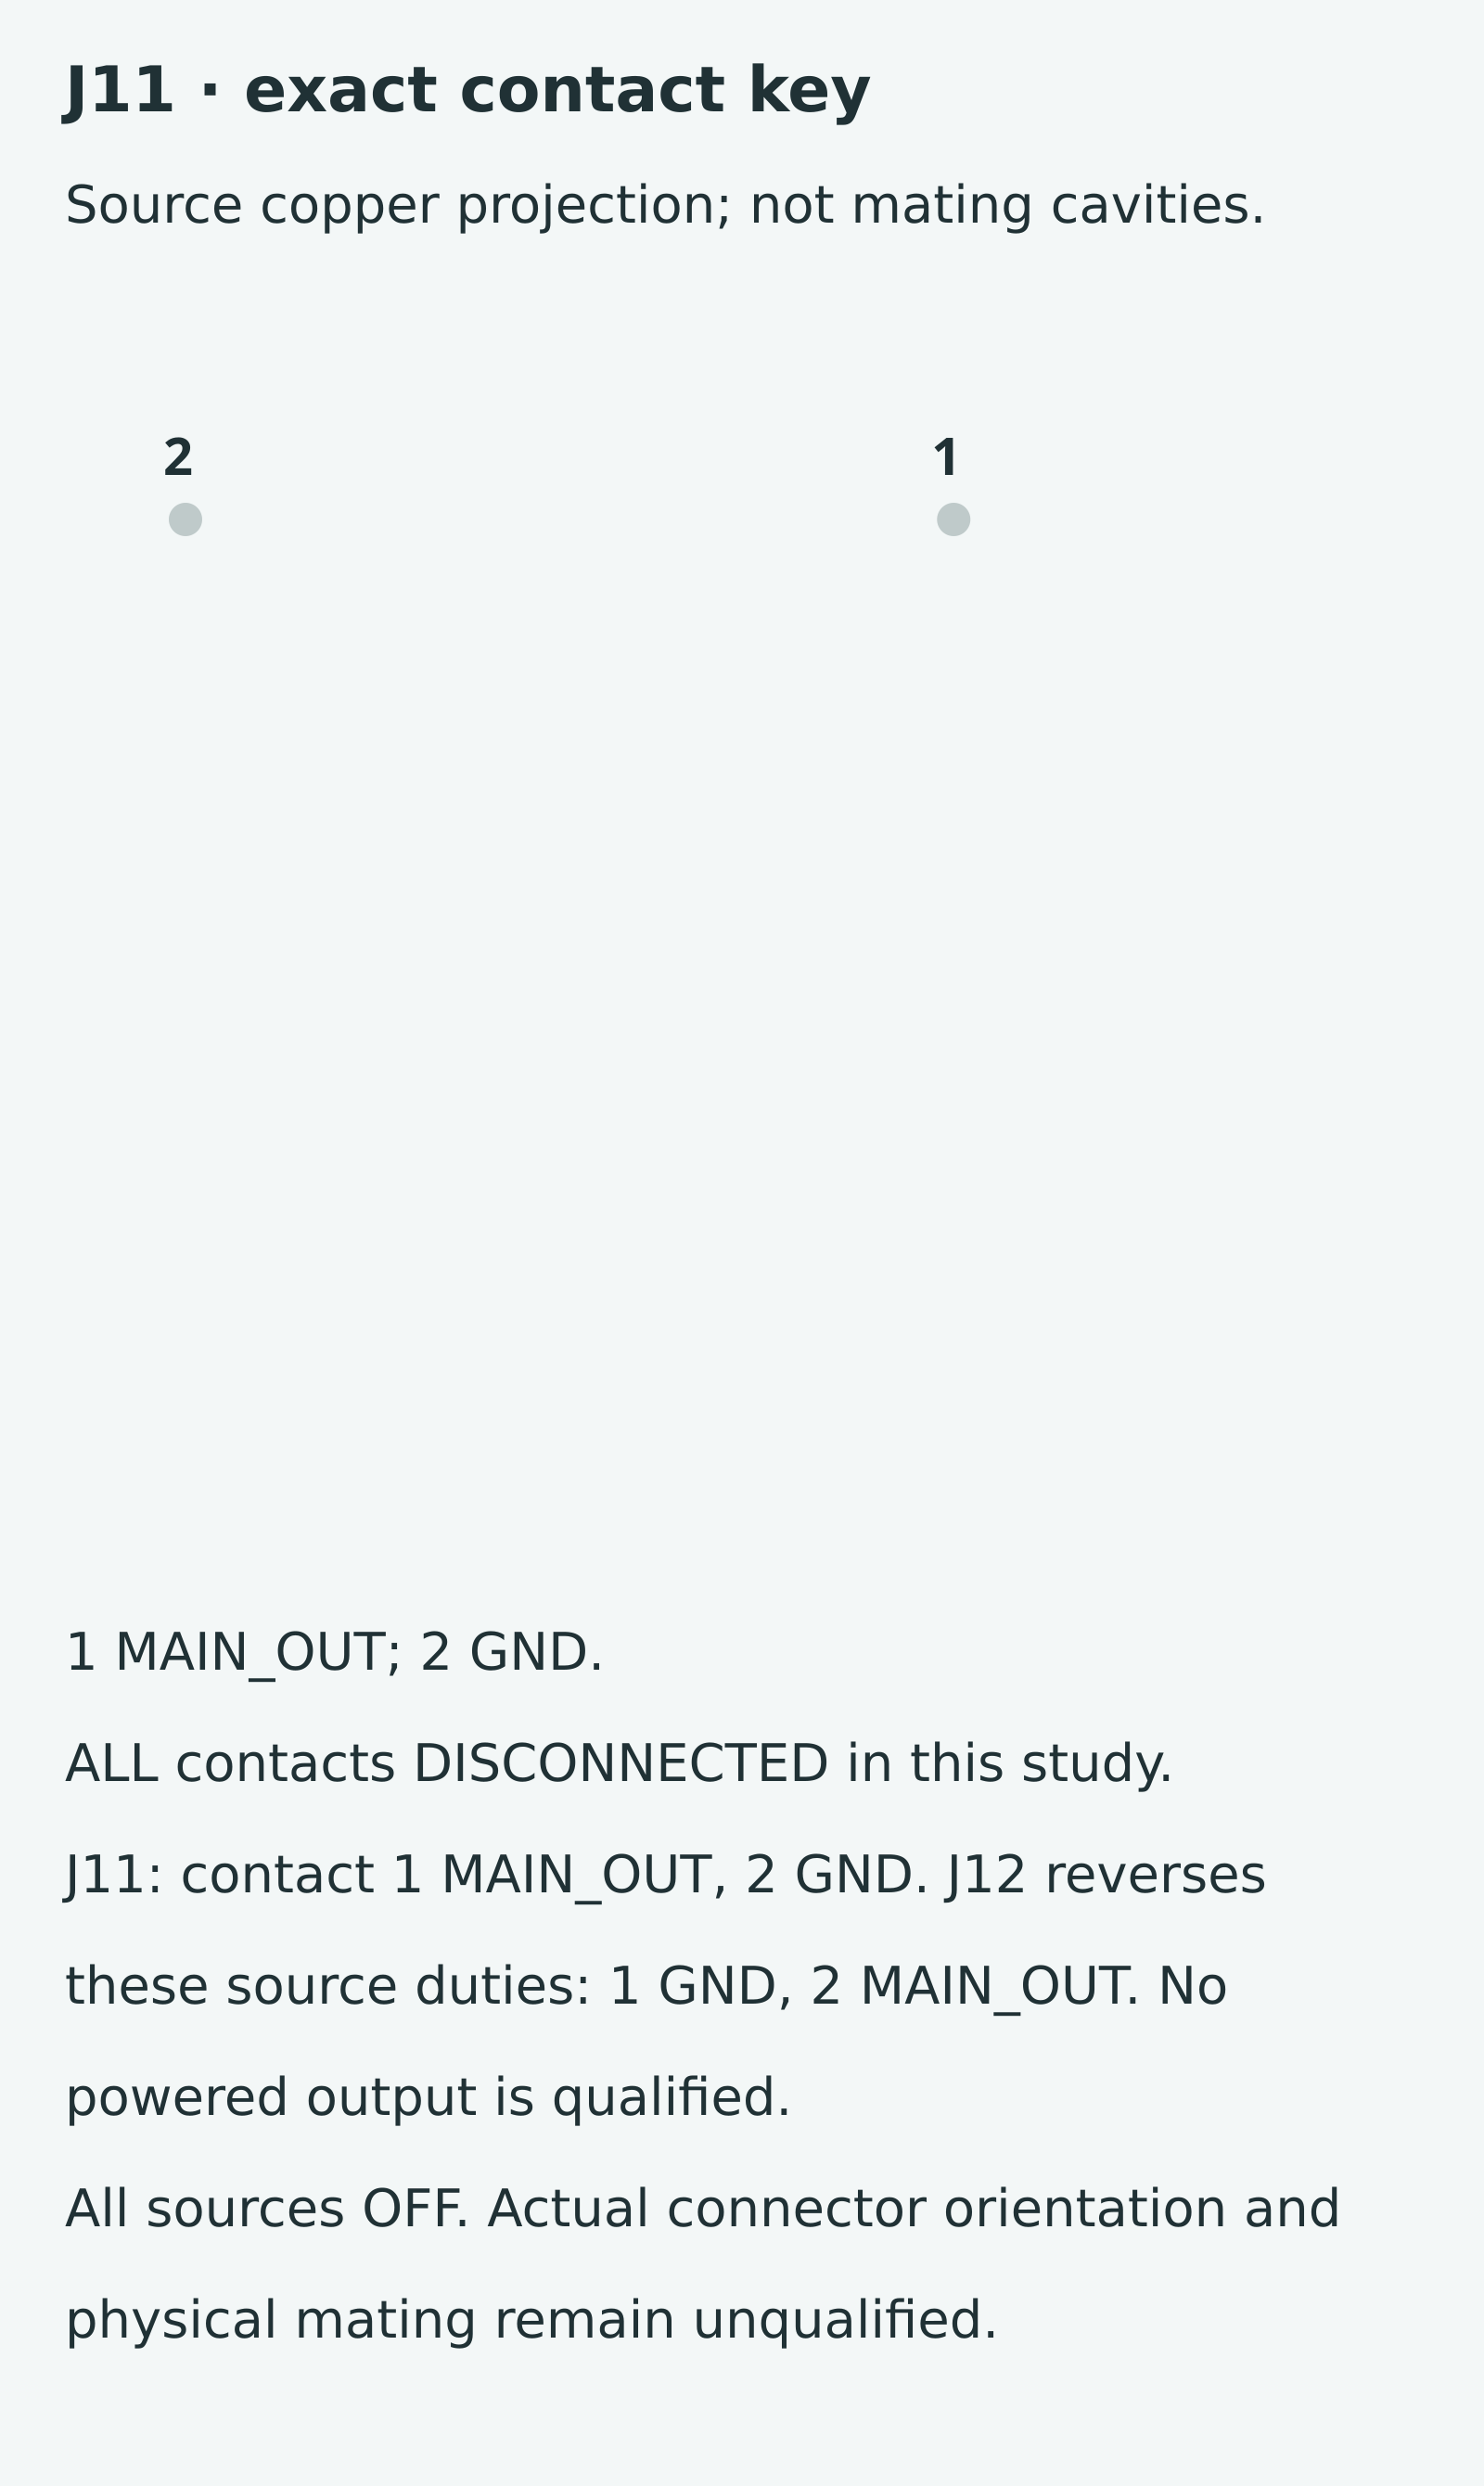 J11 · exact contact key
Source copper projection; not mating cavities.
2 1
1 MAIN_OUT; 2 GND.
ALL contacts DISCONNECTED in this study.
J11: contact 1 MAIN_OUT, 2 GND. J12 reverses
these source duties: 1 GND, 2 MAIN_OUT. No
powered output is qualified.
All sources OFF. Actual connector orientation and
physical mating remain unqualified.